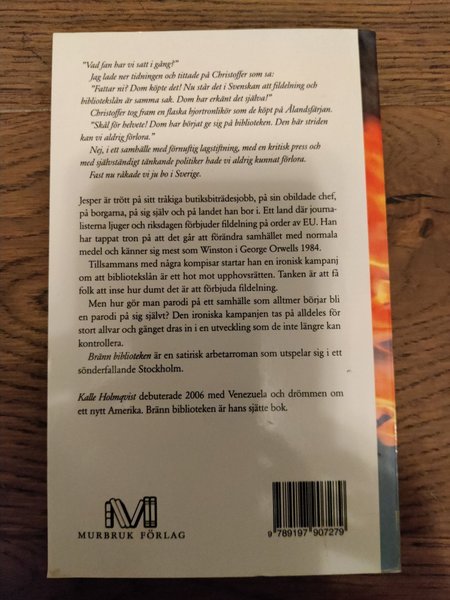 "Vad fan har vi satt i gång?"
Jag lade ner tidningen och tittade på Christoffer som sa:
"Fattar ni? Dom köpte det! Nu står det i Svenskan att fildelning och
bibliotekslån är samma sak. Dom har erkänt det själva!"
Christoffer tog fram en flaska hjortronlikör som de köpt på Ålandsfärjan.
"Skål för helvete! Dom har börjat ge sig på biblioteken. Den här striden
kan vi aldrig förlora."
Nej, i ett samhälle med förnuftig lagstiftning, med en kritisk press och
med självständigt tänkande politiker hade vi aldrig kunnat förlora.
Fast nu råkade vi ju bo i Sverige.
Jesper är trött på sitt tråkiga butiksbiträdesjobb, på sin obildade chef,
på borgarna, på sig själv och på landet han bor i. Ett land där journa-
listerna ljuger och riksdagen förbjuder fildelning på order av EU. Han
har tappat tron på att det går att förändra samhället med normala
medel och känner sig mest som Winston i George Orwells 1984.
Tillsammans med några kompisar startar han en ironisk kampanj
om att bibliotekslån är ett hot mot upphovsrätten. Tanken är att få
folk att inse hur dumt det är att förbjuda fildelning.
Men hur gör man parodi på ett samhälle som alltmer börjar bli
en parodi på sig självt? Den ironiska kampanjen tas på alldeles för
stort allvar och gänget dras in i en utveckling som de inte längre kan
kontrollera.
Bränn biblioteken är en satirisk arbetarroman som utspelar sig i ett
sönderfallande Stockholm.
Kalle Holmqvist debuterade 2006 med Venezuela och drömmen om
ett nytt Amerika. Bränn biblioteken är hans sjätte bok.
MURBRUK FÖRLAG
9 789197 907279